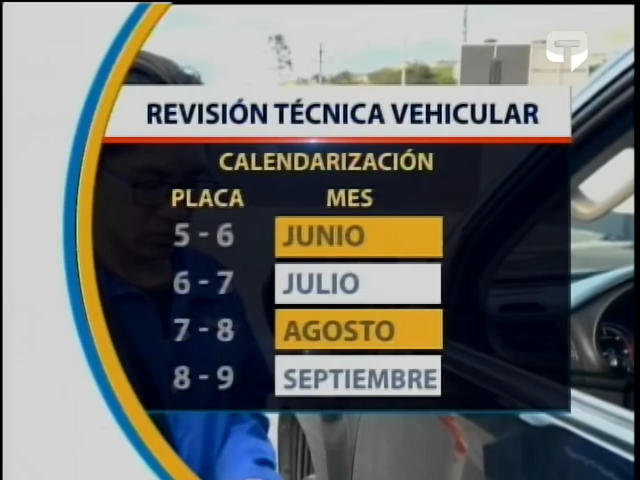 REVISIÓN TÉCNICA VEHICULAR
CALENDARIZACIÓN
PLACA MES
5 - 6 JUNIO
6 - 7 JULIO
7 - 8 AGOSTO
8 - 9 SEPTIEMBRE